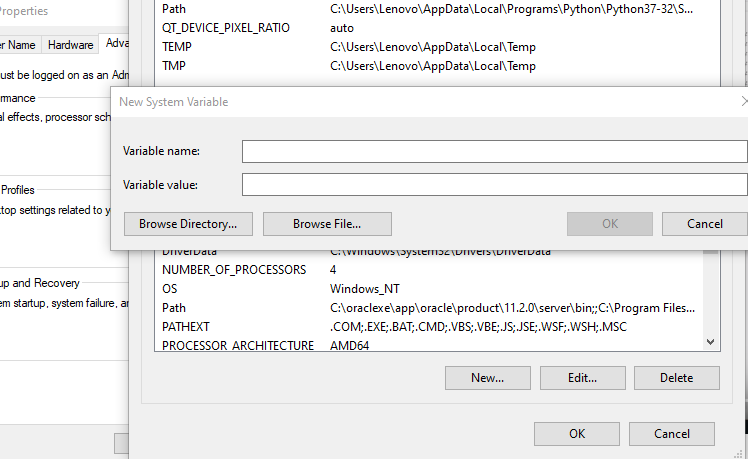 Properties
er Name Hardware Adva
ust be logged on as an Adm
rmance
al effects, processor sch
Profiles
ktop settings related to y
up and Recovery
em startup, system failure, an
Path C:\Users\Lenovo\AppData\Local\Programs\Python\Python37-32\S...
QT_DEVICE_PIXEL_RATIO auto
TEMP C:\Users\Lenovo\AppData\Local\Temp
TMP C:\Users\Lenovo\AppData\Local\Temp
New System Variable
Variable name:
Variable value:
Browse Directory... Browse File... OK Cancel
DriverData C:\Windows\System32\Drivers\DriverData
NUMBER_OF_PROCESSORS 4
OS Windows_NT
Path C:\oraclexe\app\oracle\product\11.2.0\server\bin;;C:\Program Files...
PATHEXT .COM;.EXE;.BAT;.CMD;.VBS;.VBE;.JS;.JSE;.WSF;.WSH;.MSC
PROCESSOR_ARCHITECTURE AMD64
New... Edit... Delete
OK Cancel